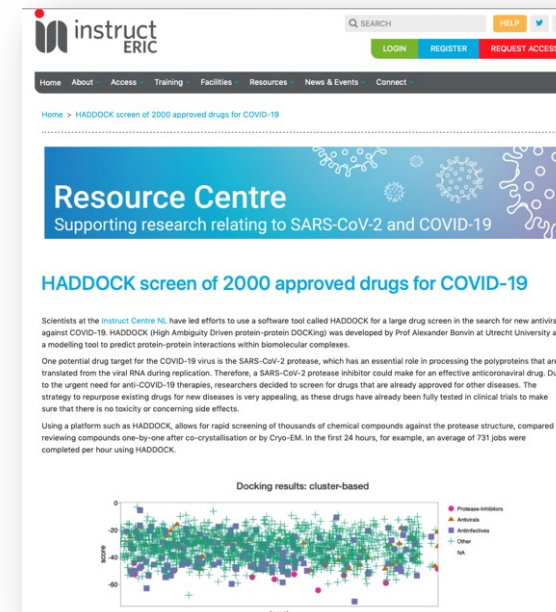 instruct
ERIC
SEARCH
HELP
LOGIN
REGISTER
REQUEST ACCESS
Home About Access Training Facilities Resources News & Events Connect
Home > HADDOCK screen of 2000 approved drugs for COVID-19
Resource Centre
Supporting research relating to SARS-CoV-2 and COVID-19
HADDOCK screen of 2000 approved drugs for COVID-19
Scientists at the Instruct Centre NL have led efforts to use a software tool called HADDOCK for a large drug screen in the search for new antivira
against COVID-19. HADDOCK (High Ambiguity Driven protein-protein DOCKing) was developed by Prof Alexander Bonvin at Utrecht University a
a modelling tool to predict protein-protein interactions within biomolecular complexes.
One potential drug target for the COVID-19 virus is the SARS-CoV-2 protease, which has an essential role in processing the polyproteins that are
translated from the viral RNA during replication. Therefore, a SARS-CoV-2 protease inhibitor could make for an effective anticoronaviral drug. Du
to the urgent need for anti-COVID-19 therapies, researchers decided to screen for drugs that are already approved for other diseases. The
strategy to repurpose existing drugs for new diseases is very appealing, as these drugs have already been fully tested in clinical trials to make
sure that there is no toxicity or concerning side effects.
Using a platform such as HADDOCK, allows for rapid screening of thousands of chemical compounds against the protease structure, compared
reviewing compounds one-by-one after co-crystallisation or by Cryo-EM. In the first 24 hours, for example, an average of 731 jobs were
completed per hour using HADDOCK.
Docking results: cluster-based
0
-20
-40
-60
score
Protease-Inhibitors
Antivirals
Antiinfectives
Other
NA